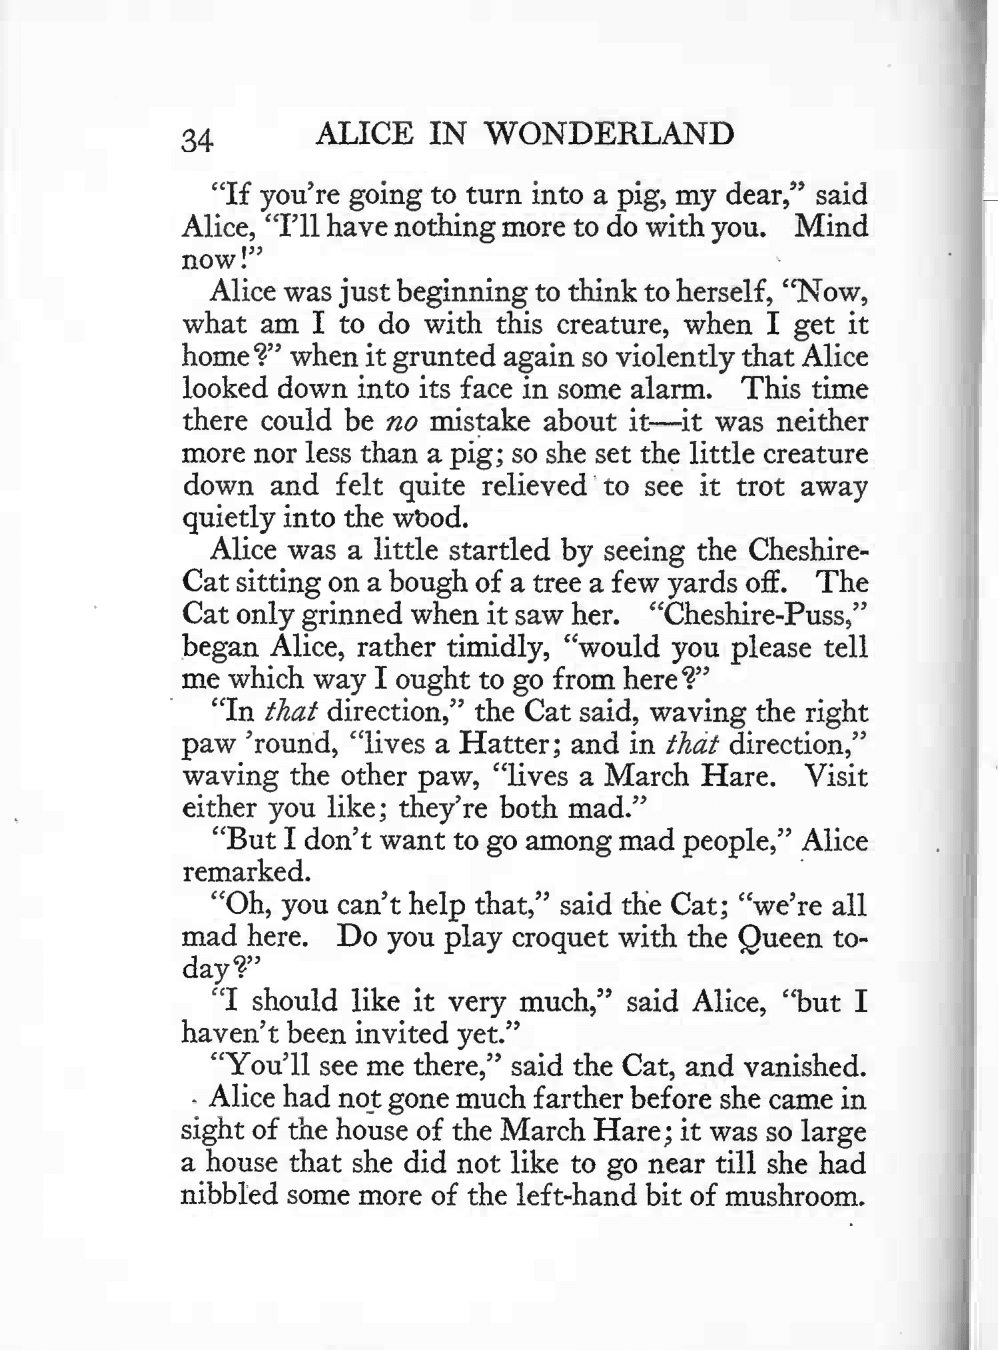 34 ALICE IN WONDERLAND
“If you’re going to turn into a pig, my dear,” said
Alice, “I’ll have nothing more to do with you. Mind
now!”
Alice was just beginning to think to herself, “Now,
what am I to do with this creature, when I get it
home?” when it grunted again so violently that Alice
looked down into its face in some alarm. This time
there could be no mistake about it—it was neither
more nor less than a pig; so she set the little creature
down and felt quite relieved to see it trot away
quietly into the wood.
Alice was a little startled by seeing the Cheshire-
Cat sitting on a bough of a tree a few yards off. The
Cat only grinned when it saw her. “Cheshire-Puss,”
began Alice, rather timidly, “would you please tell
me which way I ought to go from here?”
“In that direction,” the Cat said, waving the right
paw ’round, “lives a Hatter; and in that direction,”
waving the other paw, “lives a March Hare. Visit
either you like; they’re both mad.”
“But I don’t want to go among mad people,” Alice
remarked.
“Oh, you can’t help that,” said the Cat; “we’re all
mad here. Do you play croquet with the Queen to-
day?”
“I should like it very much,” said Alice, “but I
haven’t been invited yet.”
“You’ll see me there,” said the Cat, and vanished.
Alice had not gone much farther before she came in
sight of the house of the March Hare; it was so large
a house that she did not like to go near till she had
nibbled some more of the left-hand bit of mushroom.